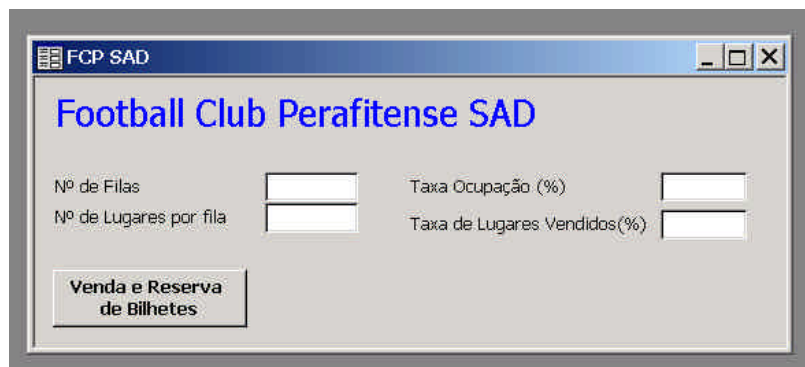 FCP SAD
Football Club Perafitense SAD
Nº de Filas
Taxa Ocupação (%)
Nº de Lugares por fila
Taxa de Lugares Vendidos(%)
Venda e Reserva
de Bilhetes